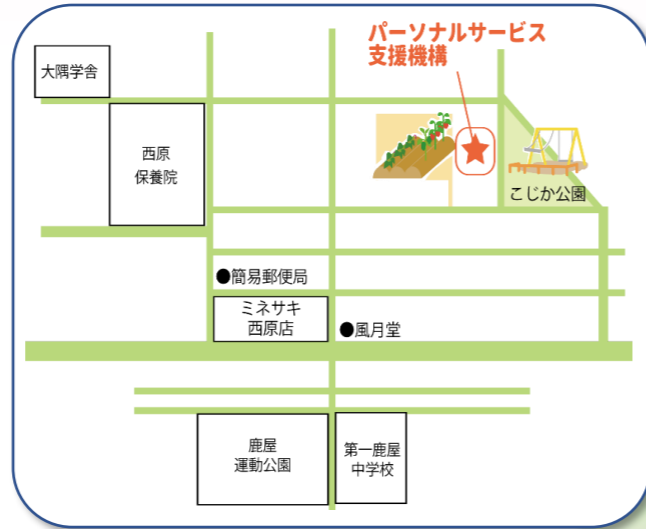 パーソナルサービス
支援機構
大隅学舎
西原
保養院
こじか公園
●簡易郵便局
ミネサキ
西原店
●風月堂
鹿屋
運動公園
第一鹿屋
中学校